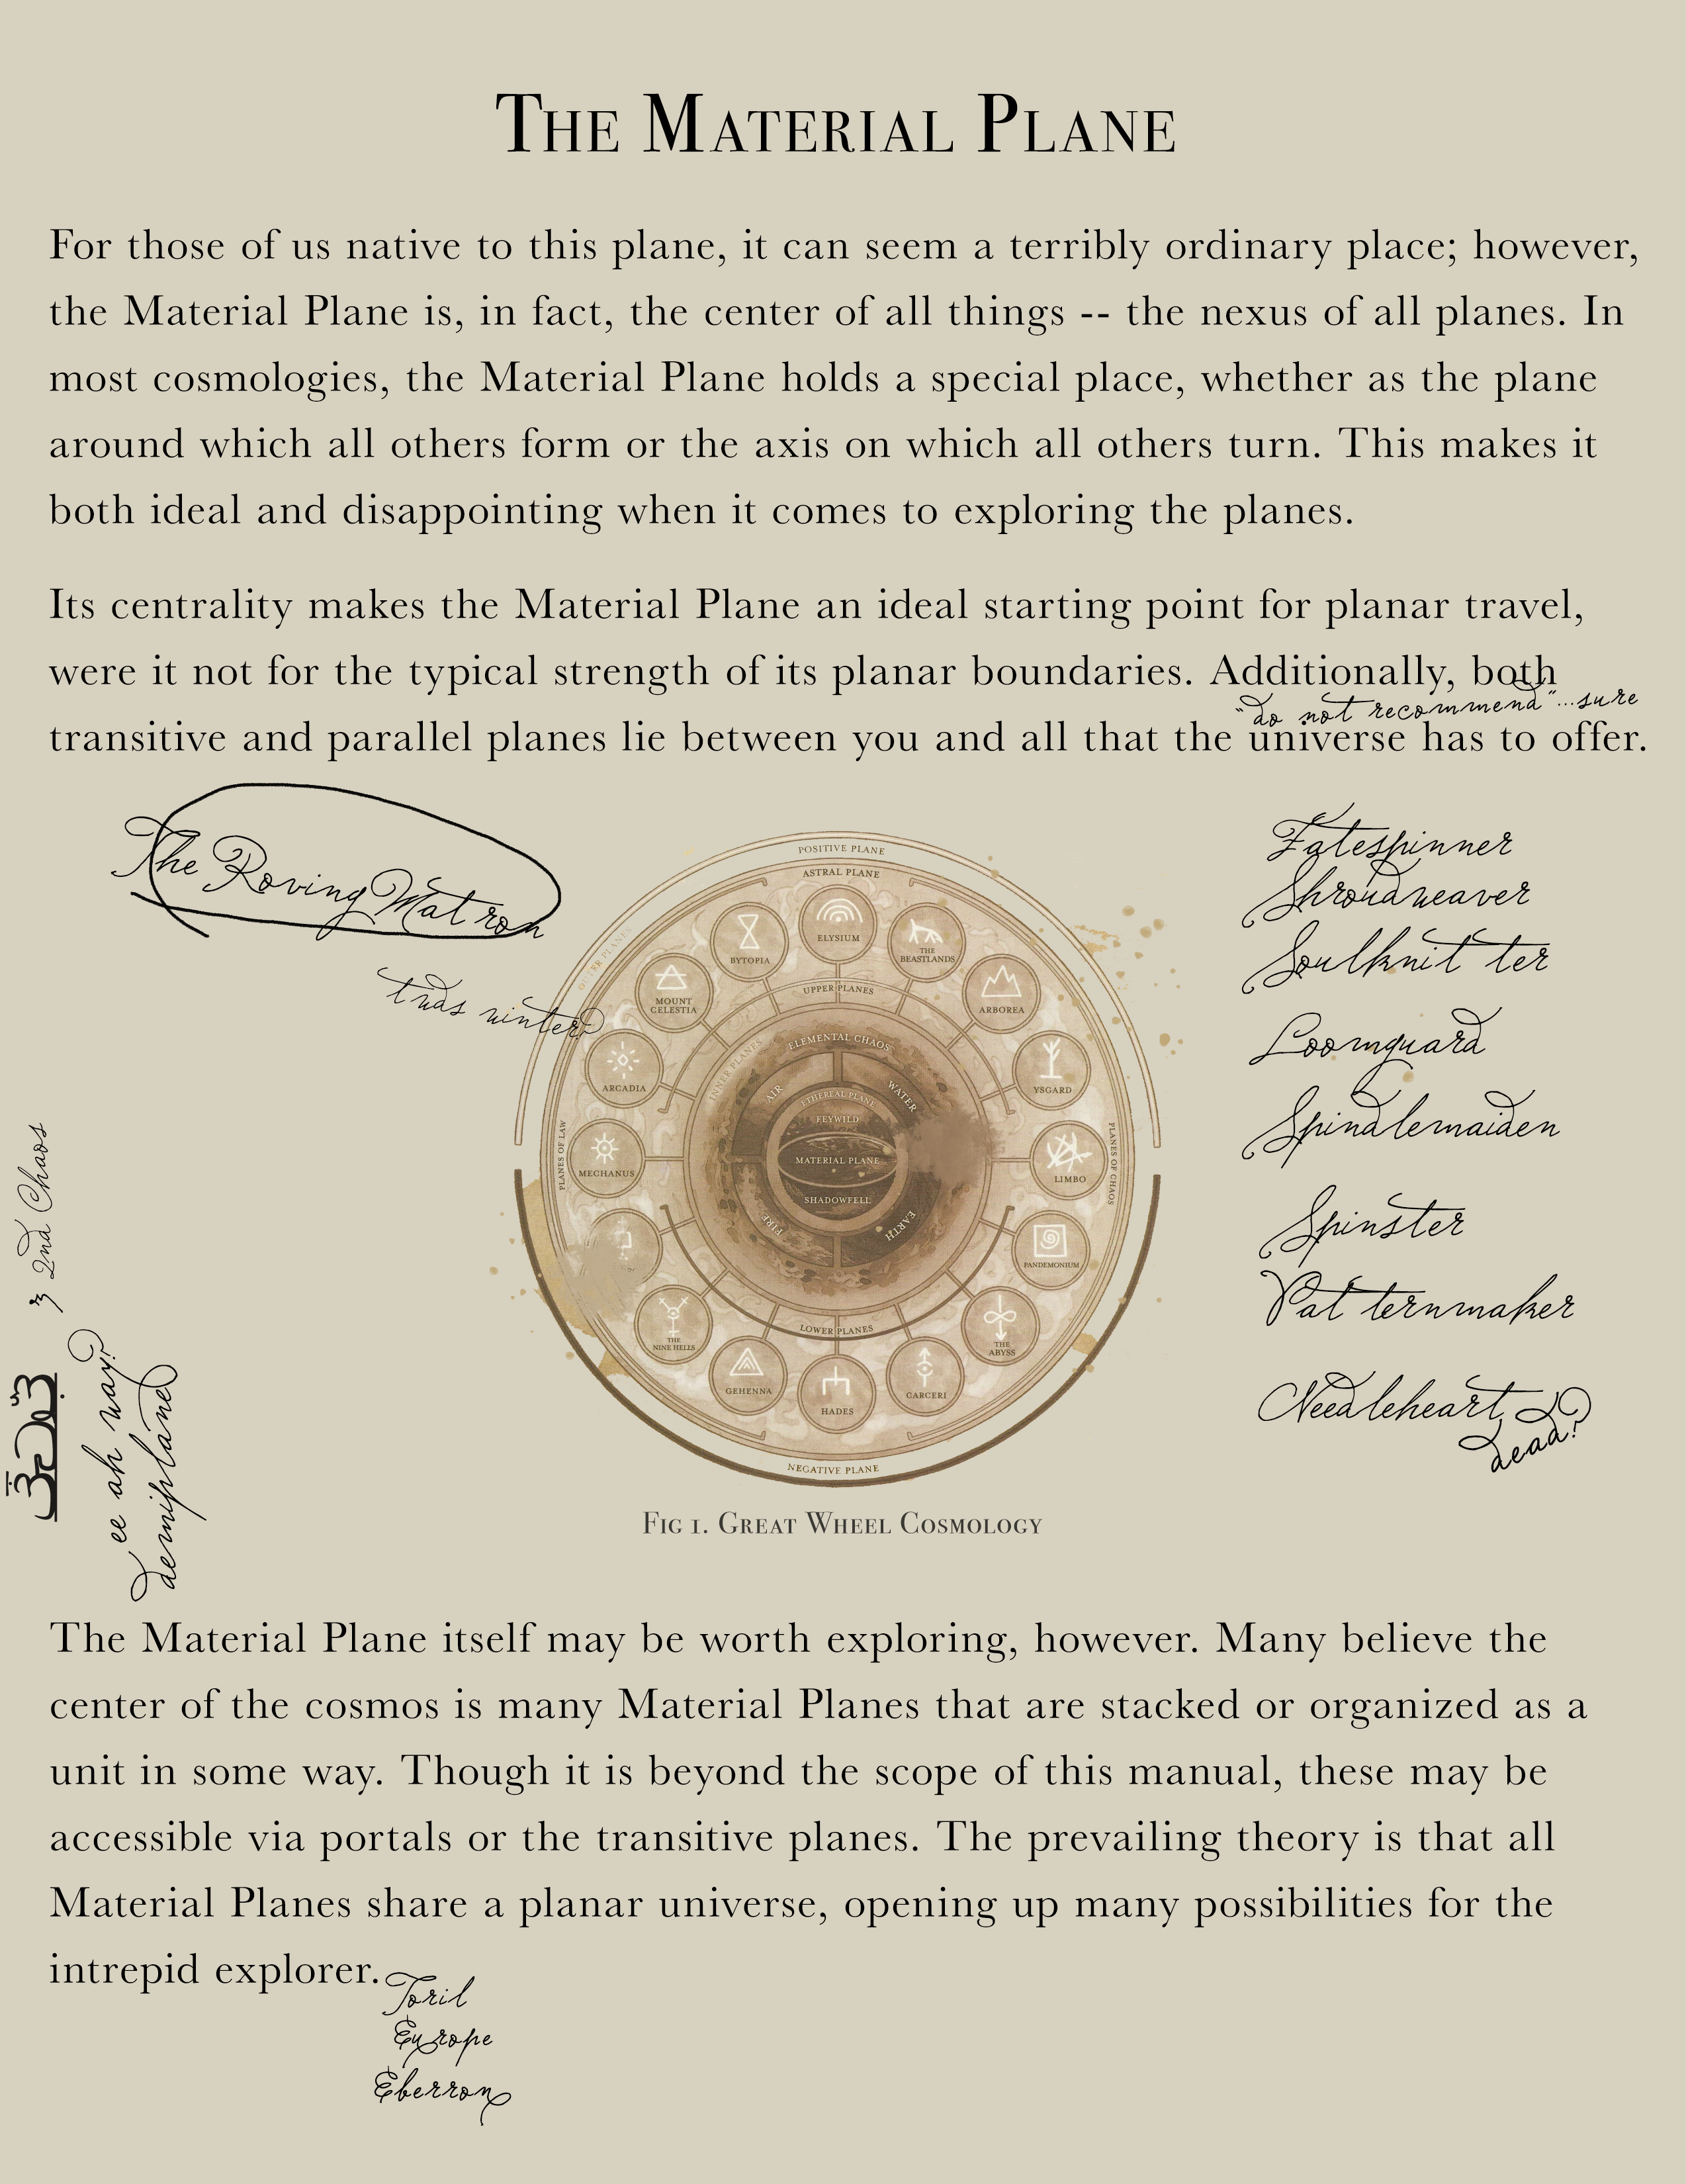 The Material Plane
For those of us native to this plane, it can seem a terribly ordinary place; however,
the Material Plane is, in fact, the center of all things -- the nexus of all planes. In
most cosmologies, the Material Plane holds a special place, whether as the plane
around which all others form or the axis on which all others turn. This makes it
both ideal and disappointing when it comes to exploring the planes.
Its centrality makes the Material Plane an ideal starting point for planar travel,
were it not for the typical strength of its planar boundaries. Additionally, both
"do not recommend"...sure
transitive and parallel planes lie between you and all that the universe has to offer.
The Roving Matron
Fatespinner
Shroudweaver
Soulknitter
Loomguard
Spindlemaiden
Spinster
Patternmaker
Needleheart
dead?
2nd Chaos
ee ah way?
demiplane
POSITIVE PLANE
ASTRAL PLANE
OUTER PLANES
ELYSIUM
BYTOPIA
THE
BEASTLANDS
MOUNT
CELESTIA
UPPER PLANES
ARBOREA
ELEMENTAL CHAOS
INNER PLANES
ARCADIA
AIR
WATER
YSGARD
ETHEREAL PLANE
FEYWILD
PLANES OF LAW
MECHANUS
MATERIAL PLANE
LIMBO
PLANES OF CHAOS
SHADOWFELL
FIRE
EARTH
PANDEMONIUM
THE
NINE HELLS
LOWER PLANES
THE
ABYSS
GEHENNA
HADES
CARCERI
NEGATIVE PLANE
Fig 1. Great Wheel Cosmology
The Material Plane itself may be worth exploring, however. Many believe the
center of the cosmos is many Material Planes that are stacked or organized as a
unit in some way. Though it is beyond the scope of this manual, these may be
accessible via portals or the transitive planes. The prevailing theory is that all
Material Planes share a planar universe, opening up many possibilities for the
intrepid explorer.
Toril
Europe
Eberron